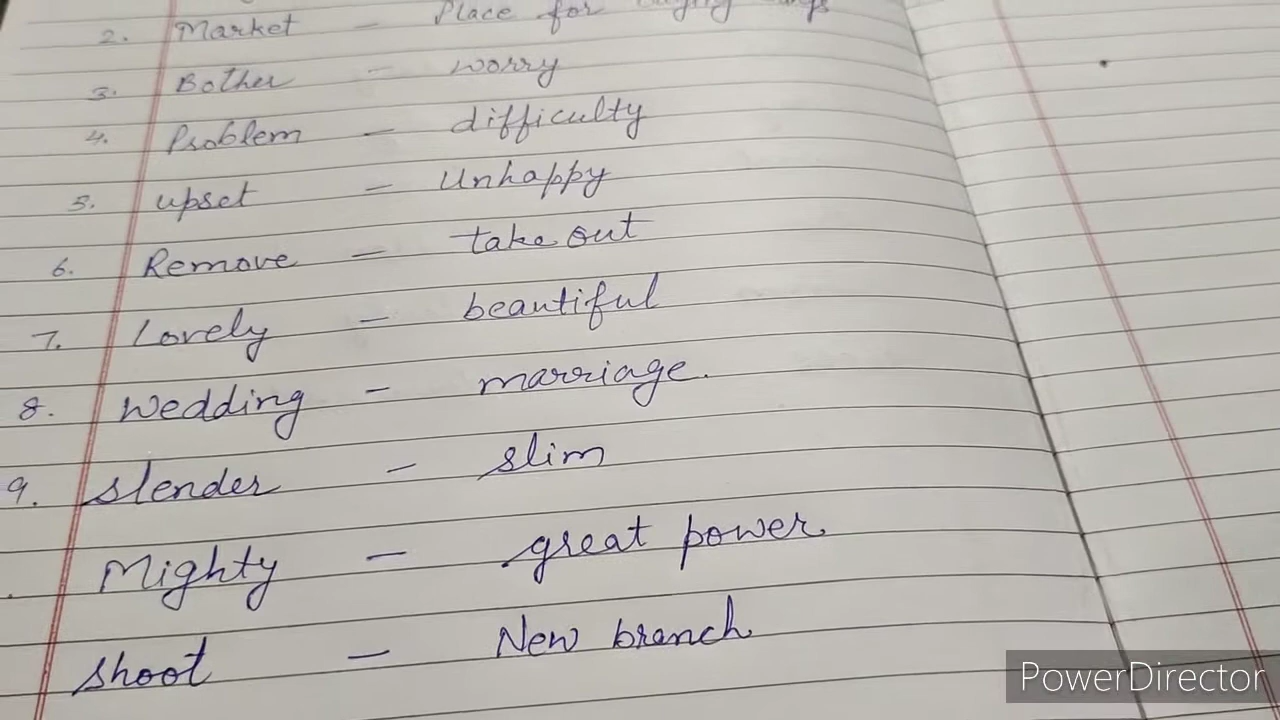 2. Market – Place for
3. Bother – worry
4. Problem – difficulty
5. upset – Unhappy
6. Remove – take out
7. Lovely – beautiful
8. Wedding – marriage.
9. slender – slim
Mighty – great power.
shoot – New branch
PowerDirector